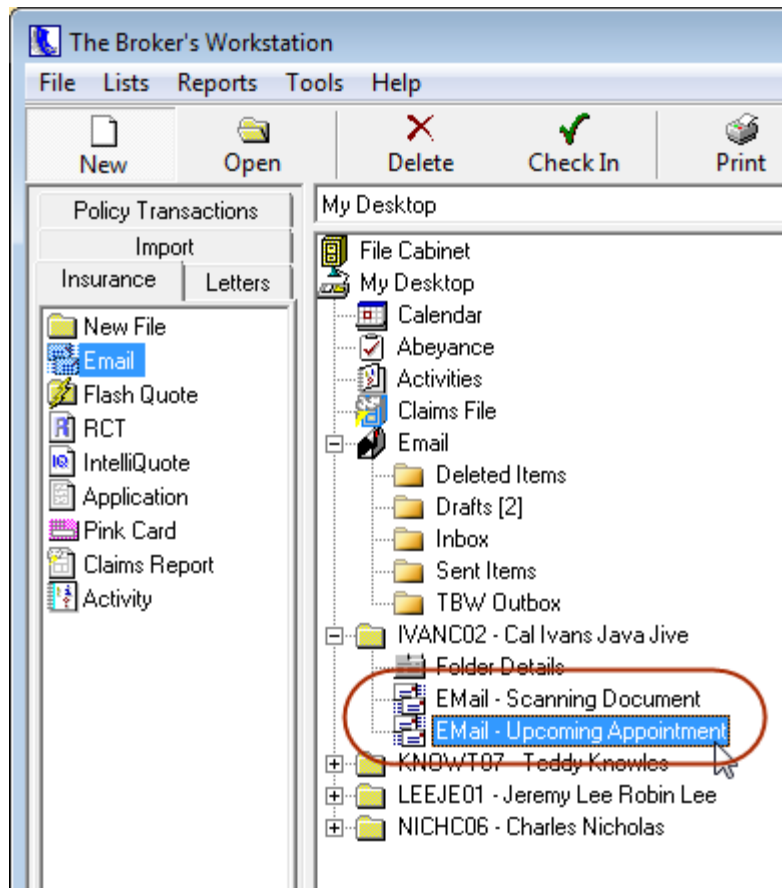 The Broker's Workstation
File Lists Reports Tools Help
New Open Delete Check In Print
Policy Transactions
Import
Insurance Letters
New File
Email
Flash Quote
RCT
IntelliQuote
Application
Pink Card
Claims Report
Activity
My Desktop
File Cabinet
My Desktop
Calendar
Abeyance
Activities
Claims File
Email
Deleted Items
Drafts [2]
Inbox
Sent Items
TBW Outbox
IVANC02 - Cal Ivans Java Jive
Folder Details
EMail - Scanning Document
EMail - Upcoming Appointment
KNOWT07 - Teddy Knowles
LEEJE01 - Jeremy Lee Robin Lee
NICHC06 - Charles Nicholas